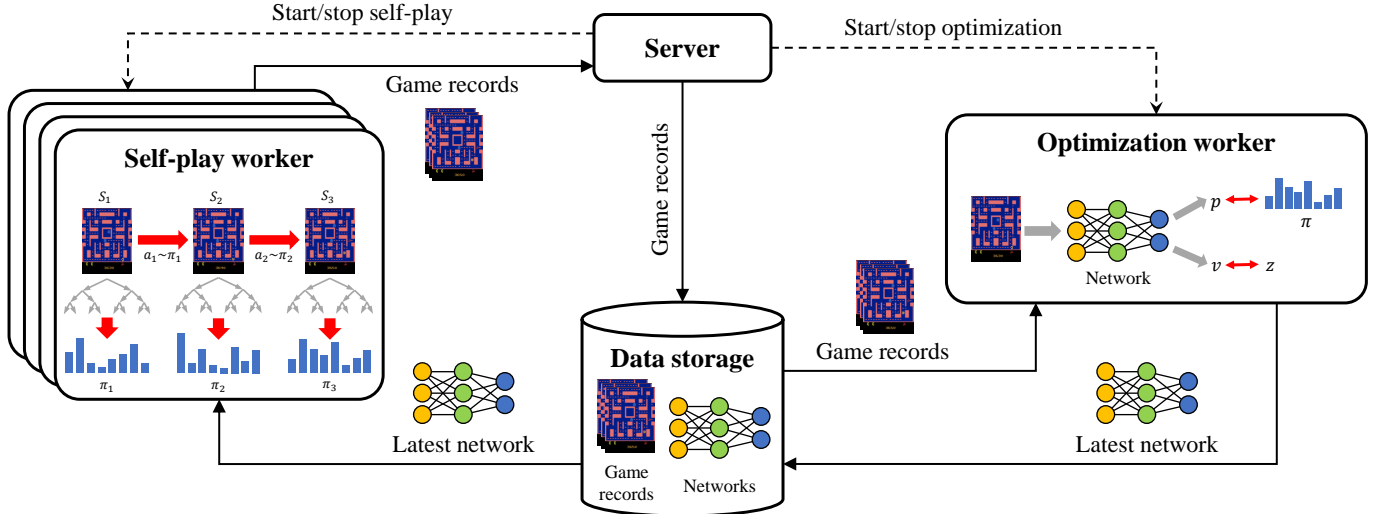 Start/stop self-play
Server
Start/stop optimization
Game records
Game records
Self-play worker
S₁
S₂
S₃
a₁~π₁
a₂~π₂
π₁
π₂
π₃
Optimization worker
p
π
v
z
Network
Data storage
Game
records
Networks
Game records
Latest network
Latest network